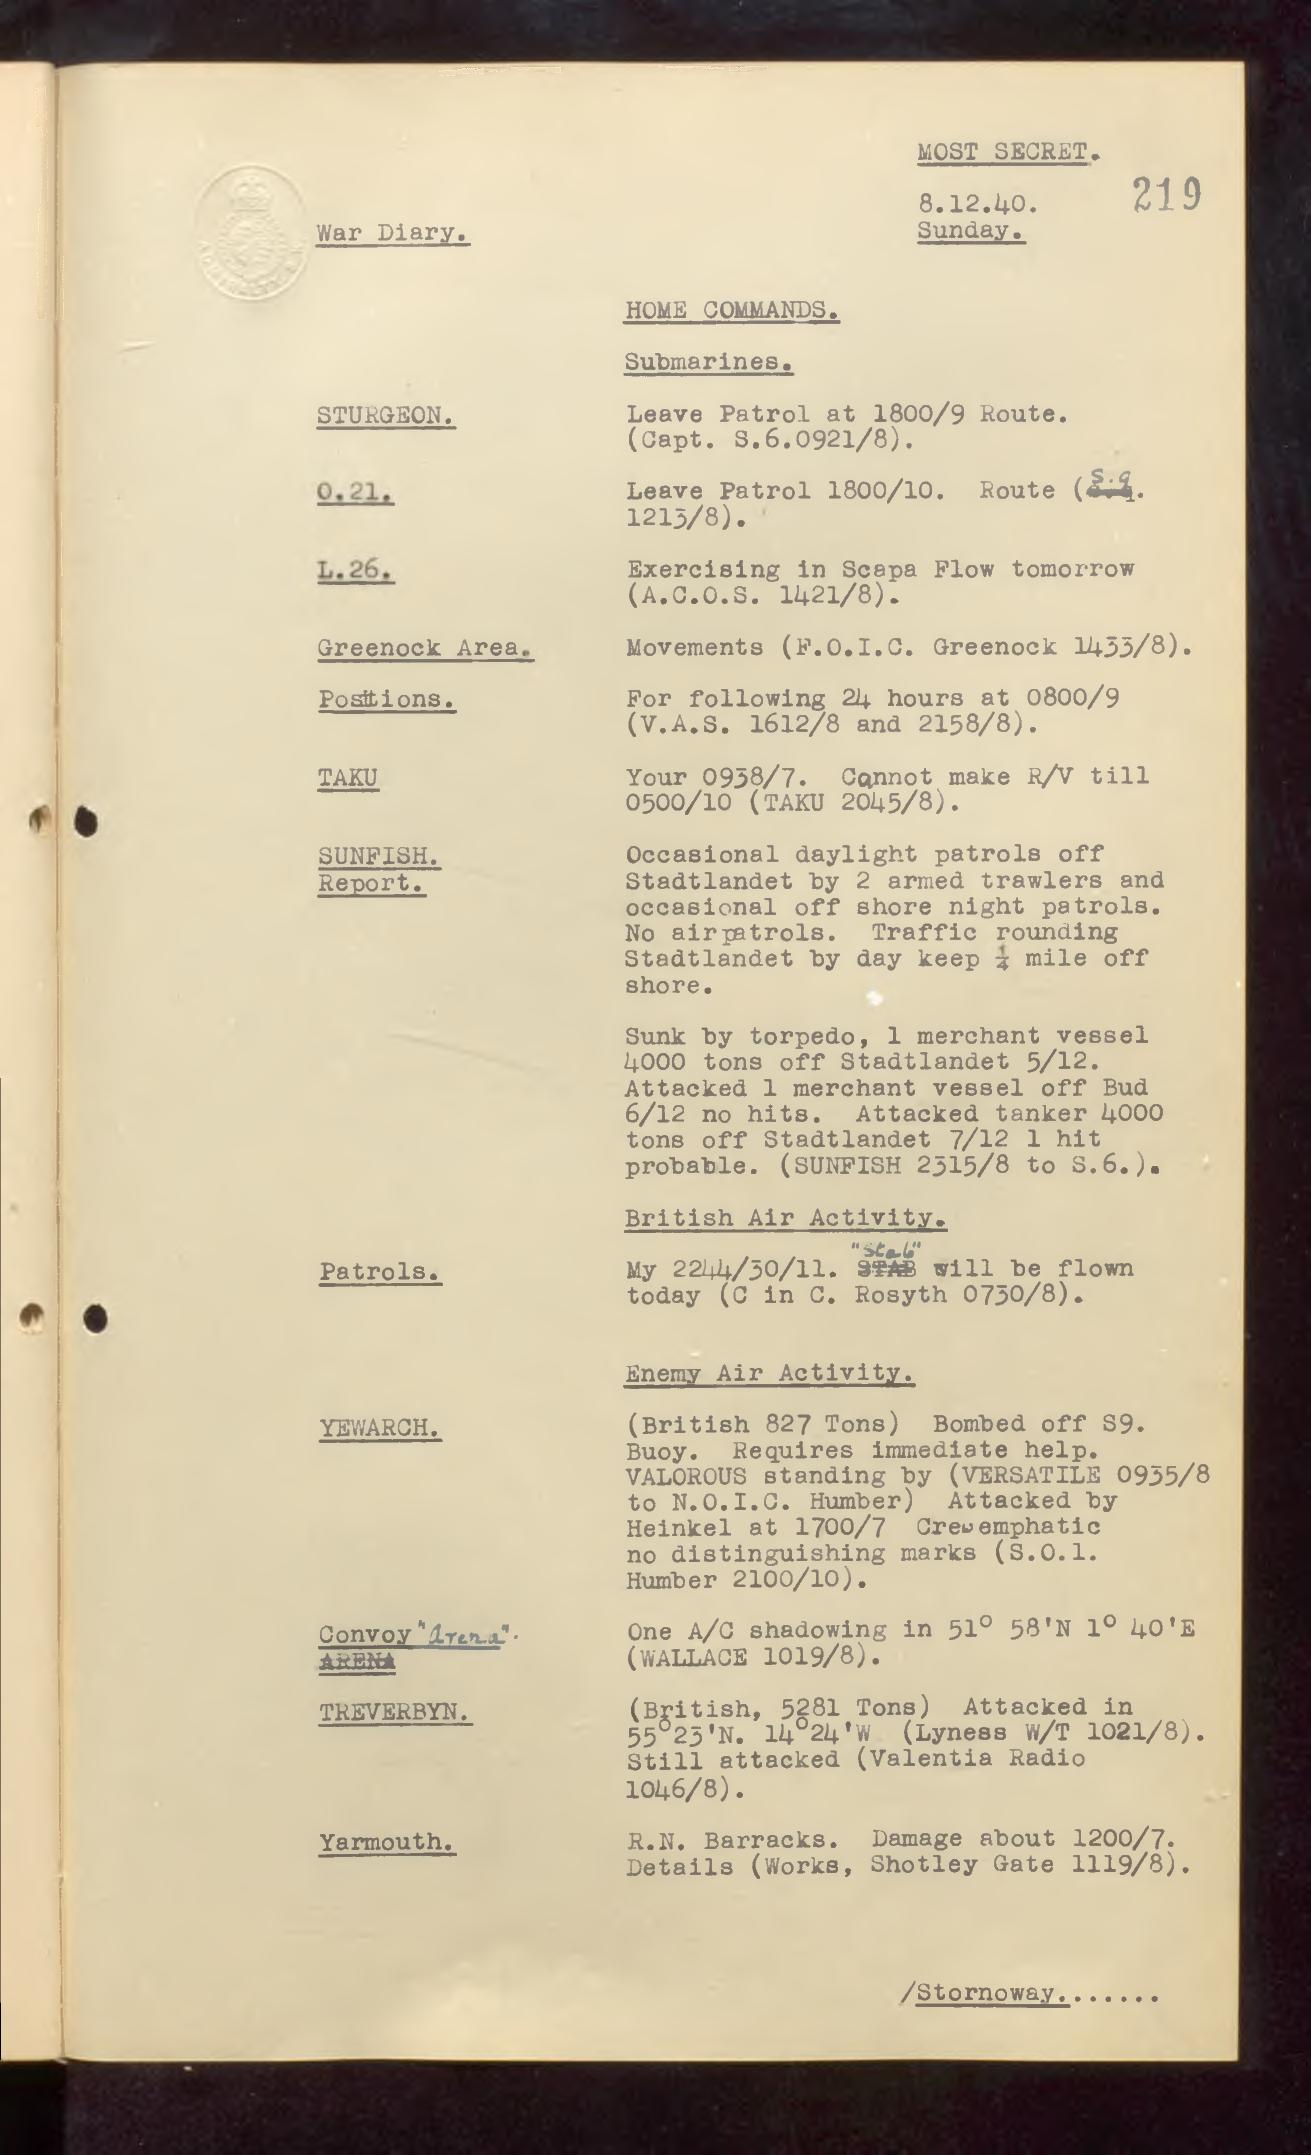 MOST SECRET.
8.12.40. 219
War Diary. Sunday.
HOME COMMANDS.
Submarines.
STURGEON. Leave Patrol at 1800/9 Route.
(Capt. S.6.0921/8).
O.21. Leave Patrol 1800/10. Route (S.9.
1213/8).
L.26. Exercising in Scapa Flow tomorrow
(A.C.O.S. 1421/8).
Greenock Area. Movements (F.O.I.C. Greenock 1433/8).
Positions. For following 24 hours at 0800/9
(V.A.S. 1612/8 and 2158/8).
TAKU Your 0938/7. Cannot make R/V till
0500/10 (TAKU 2045/8).
SUNFISH. Occasional daylight patrols off
Report. Stadtlandet by 2 armed trawlers and
occasional off shore night patrols.
No air patrols. Traffic rounding
Stadtlandet by day keep ¼ mile off
shore.
Sunk by torpedo, 1 merchant vessel
4000 tons off Stadtlandet 5/12.
Attacked 1 merchant vessel off Bud
6/12 no hits. Attacked tanker 4000
tons off Stadtlandet 7/12 1 hit
probable. (SUNFISH 2315/8 to S.6.).
British Air Activity.
"Stab"
Patrols. My 2244/30/11. STAB will be flown
today (C in C. Rosyth 0730/8).
Enemy Air Activity.
YEWARCH. (British 827 Tons) Bombed off S9.
Buoy. Requires immediate help.
VALOROUS standing by (VERSATILE 0935/8
to N.O.I.C. Humber) Attacked by
Heinkel at 1700/7 Crew emphatic
no distinguishing marks (S.O.1.
Humber 2100/10).
Convoy "Arena". One A/C shadowing in 51° 58'N 1° 40'E
ARENA (WALLACE 1019/8).
TREVERBYN. (British, 5281 Tons) Attacked in
55°23'N. 14°24'W (Lyness W/T 1021/8).
Still attacked (Valentia Radio
1046/8).
Yarmouth. R.N. Barracks. Damage about 1200/7.
Details (Works, Shotley Gate 1119/8).
/Stornoway.......